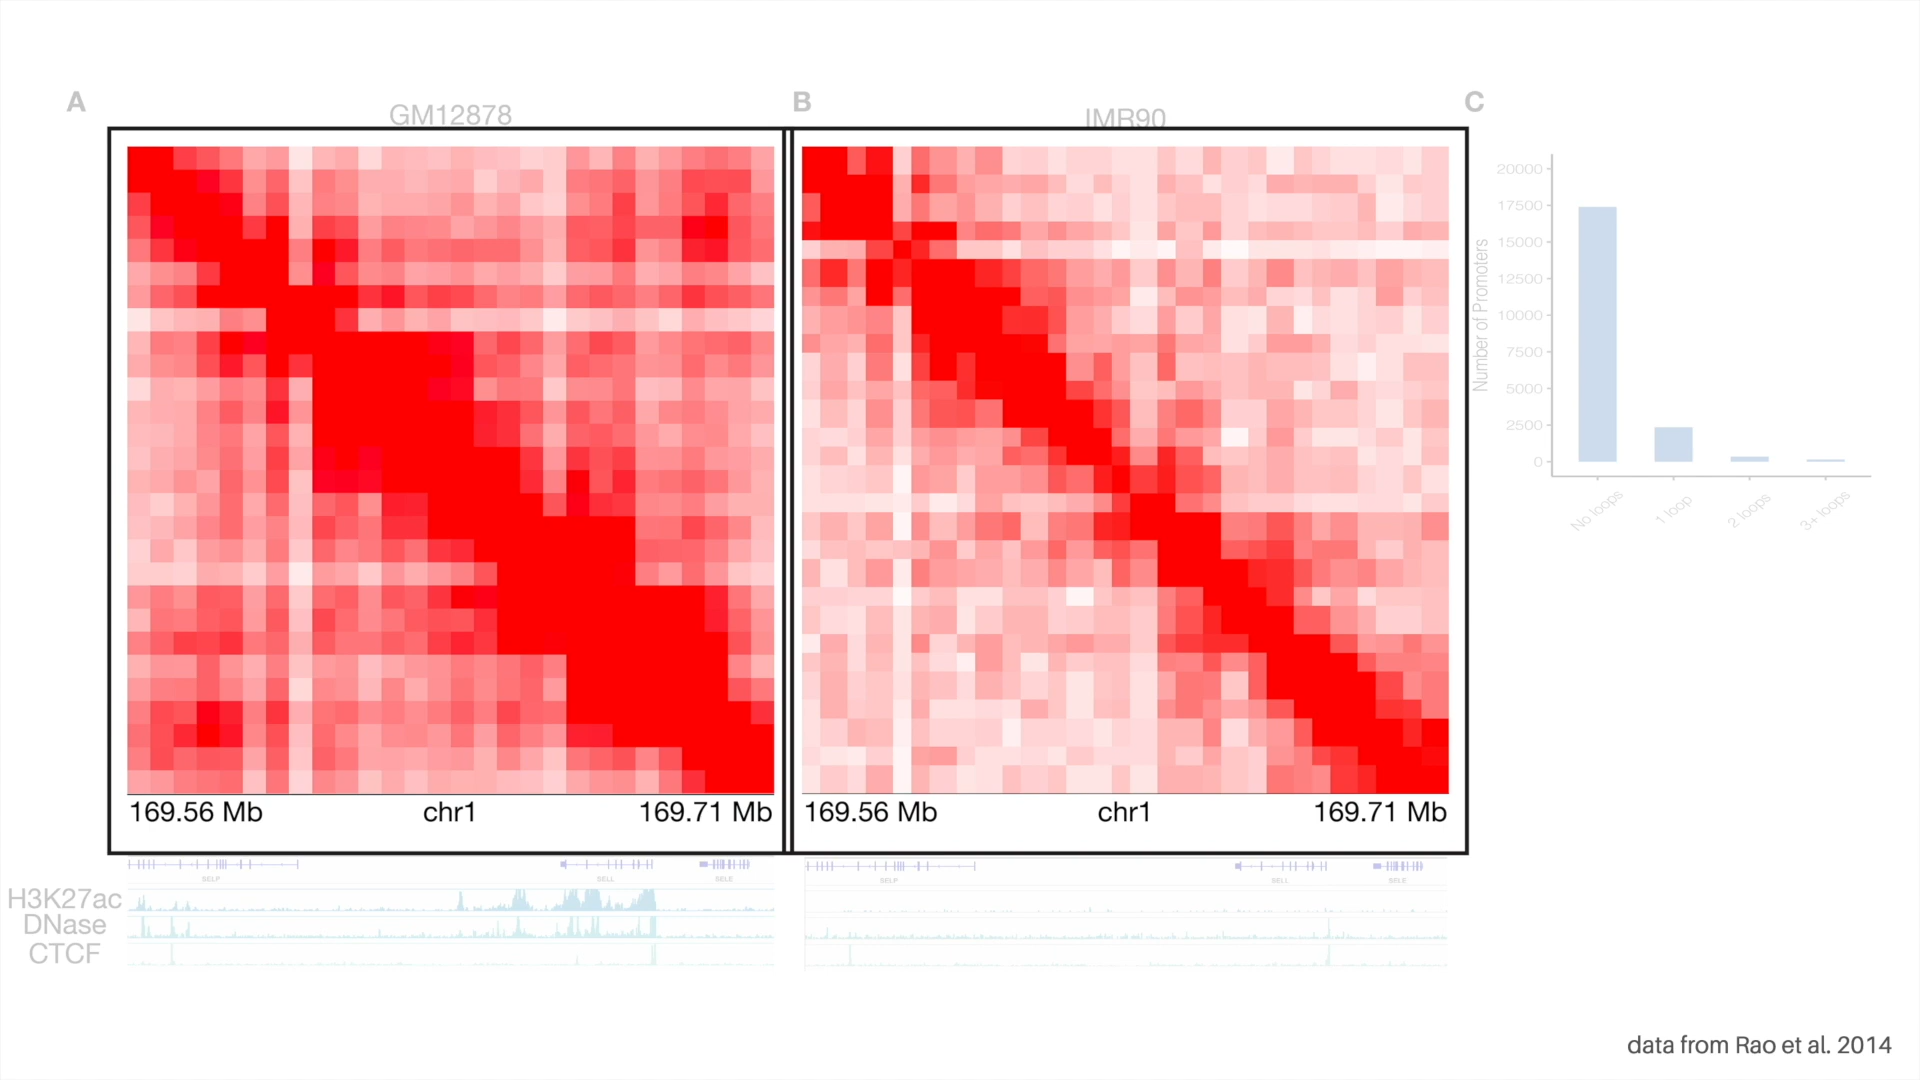 A
GM12878
B
IMR90
C
169.56 Mb
chr1
169.71 Mb
169.56 Mb
chr1
169.71 Mb
SELP
SELL
SELE
SELP
SELL
SELE
H3K27ac
DNase
CTCF
Number of Promoters
20000
17500
15000
12500
10000
7500
5000
2500
0
No loops
1 loop
2 loops
3+ loops
data from Rao et al. 2014